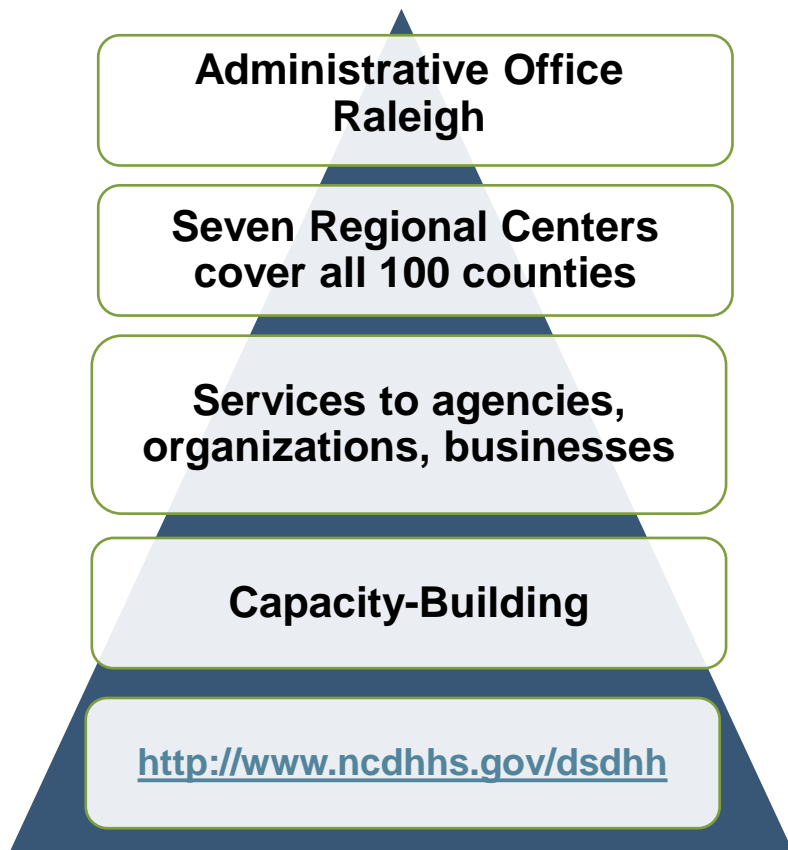 Administrative Office
Raleigh
Seven Regional Centers
cover all 100 counties
Services to agencies,
organizations, businesses
Capacity-Building
http://www.ncdhhs.gov/dsdhh